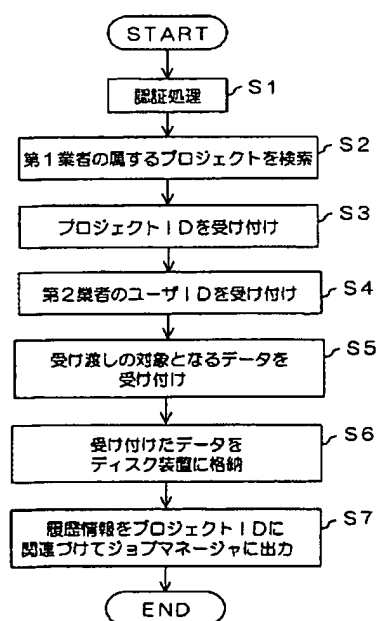 START
認証処理
S1
第1業者の属するプロジェクトを検索
S2
プロジェクトIDを受け付け
S3
第2業者のユーザIDを受け付け
S4
受け渡しの対象となるデータを
受け付け
S5
受け付けたデータを
ディスク装置に格納
S6
履歴情報をプロジェクトIDに
関連づけてジョブマネージャに出力
S7
END